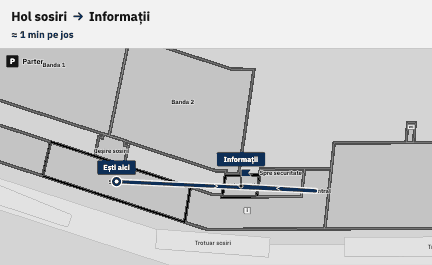 Hol sosiri → Informații
≈ 1 min pe jos
P Parter
Banda 1
Banda 2
Ieșire sosiri
Ești aici
Informații
Spre securitate
i
Trotuar sosiri